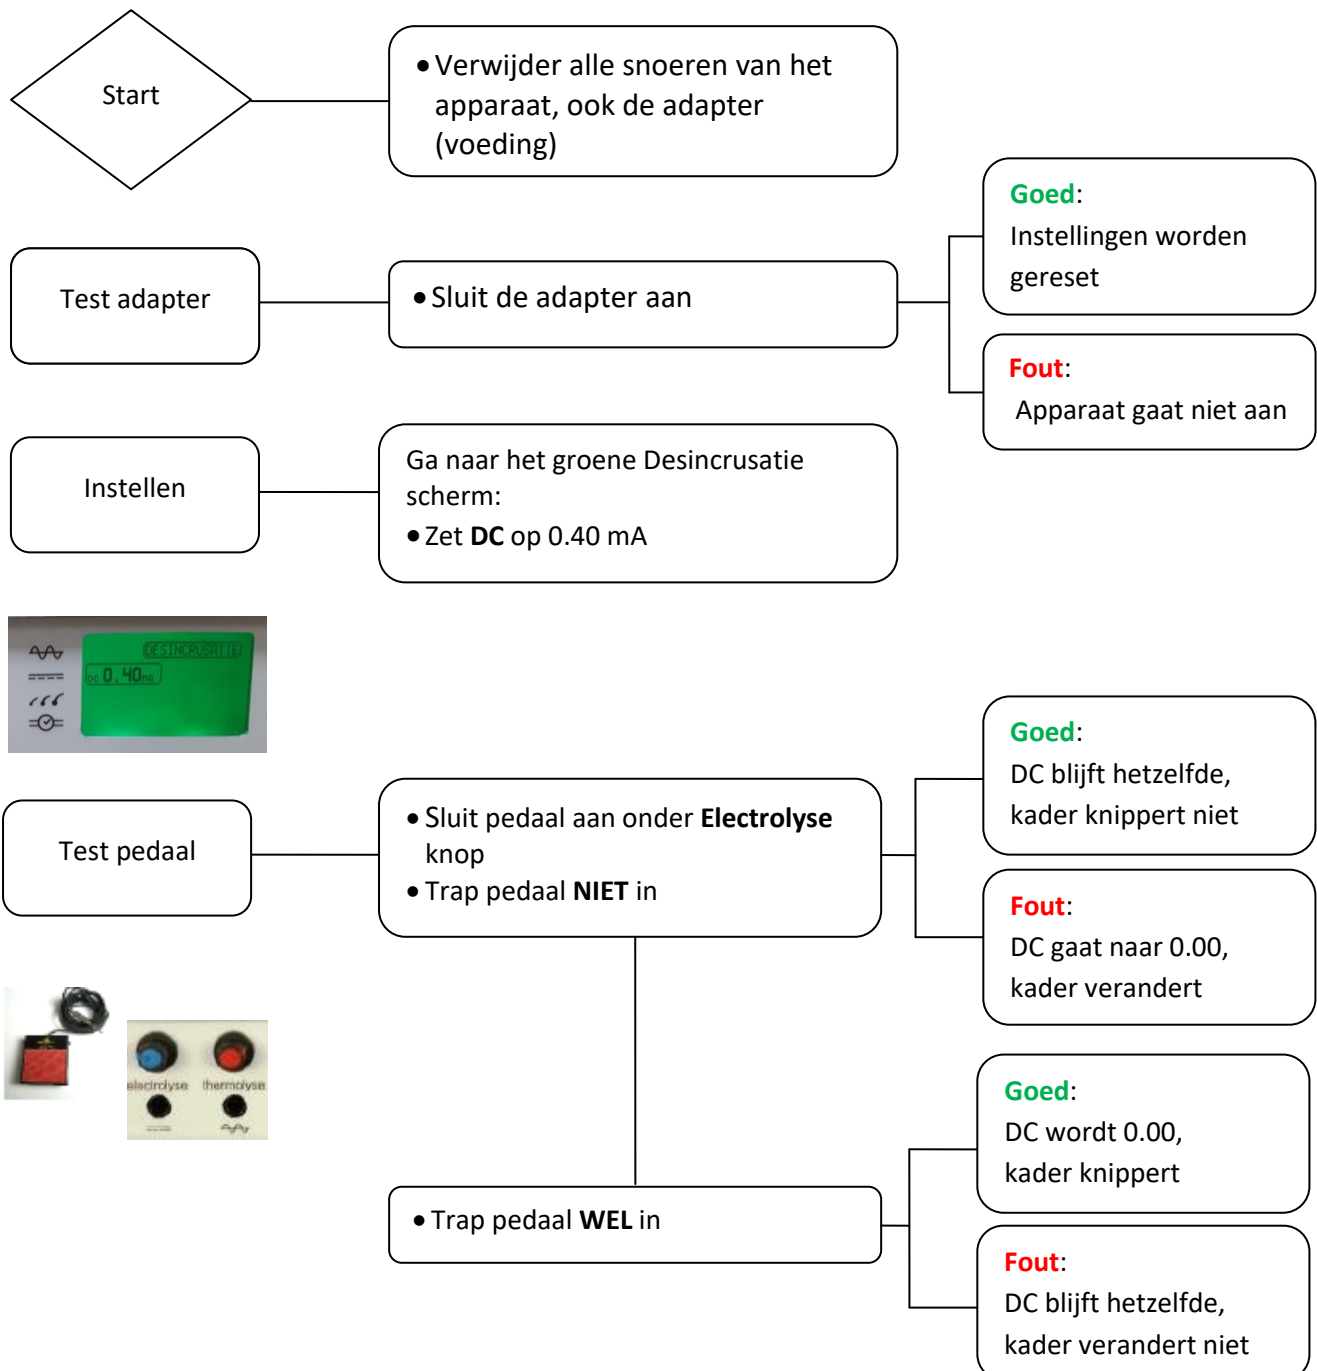 Start
• Verwijder alle snoeren van het
apparaat, ook de adapter
(voeding)
Test adapter
• Sluit de adapter aan
Goed:
Instellingen worden
gereset
Fout:
Apparaat gaat niet aan
Instellen
Ga naar het groene Desincrusatie
scherm:
• Zet DC op 0.40 mA
DESINCRUSATIE
DC 0.40 MA
Test pedaal
• Sluit pedaal aan onder Electrolyse
knop
• Trap pedaal NIET in
Goed:
DC blijft hetzelfde,
kader knippert niet
Fout:
DC gaat naar 0.00,
kader verandert
electrolyse thermolyse
• Trap pedaal WEL in
Goed:
DC wordt 0.00,
kader knippert
Fout:
DC blijft hetzelfde,
kader verandert niet